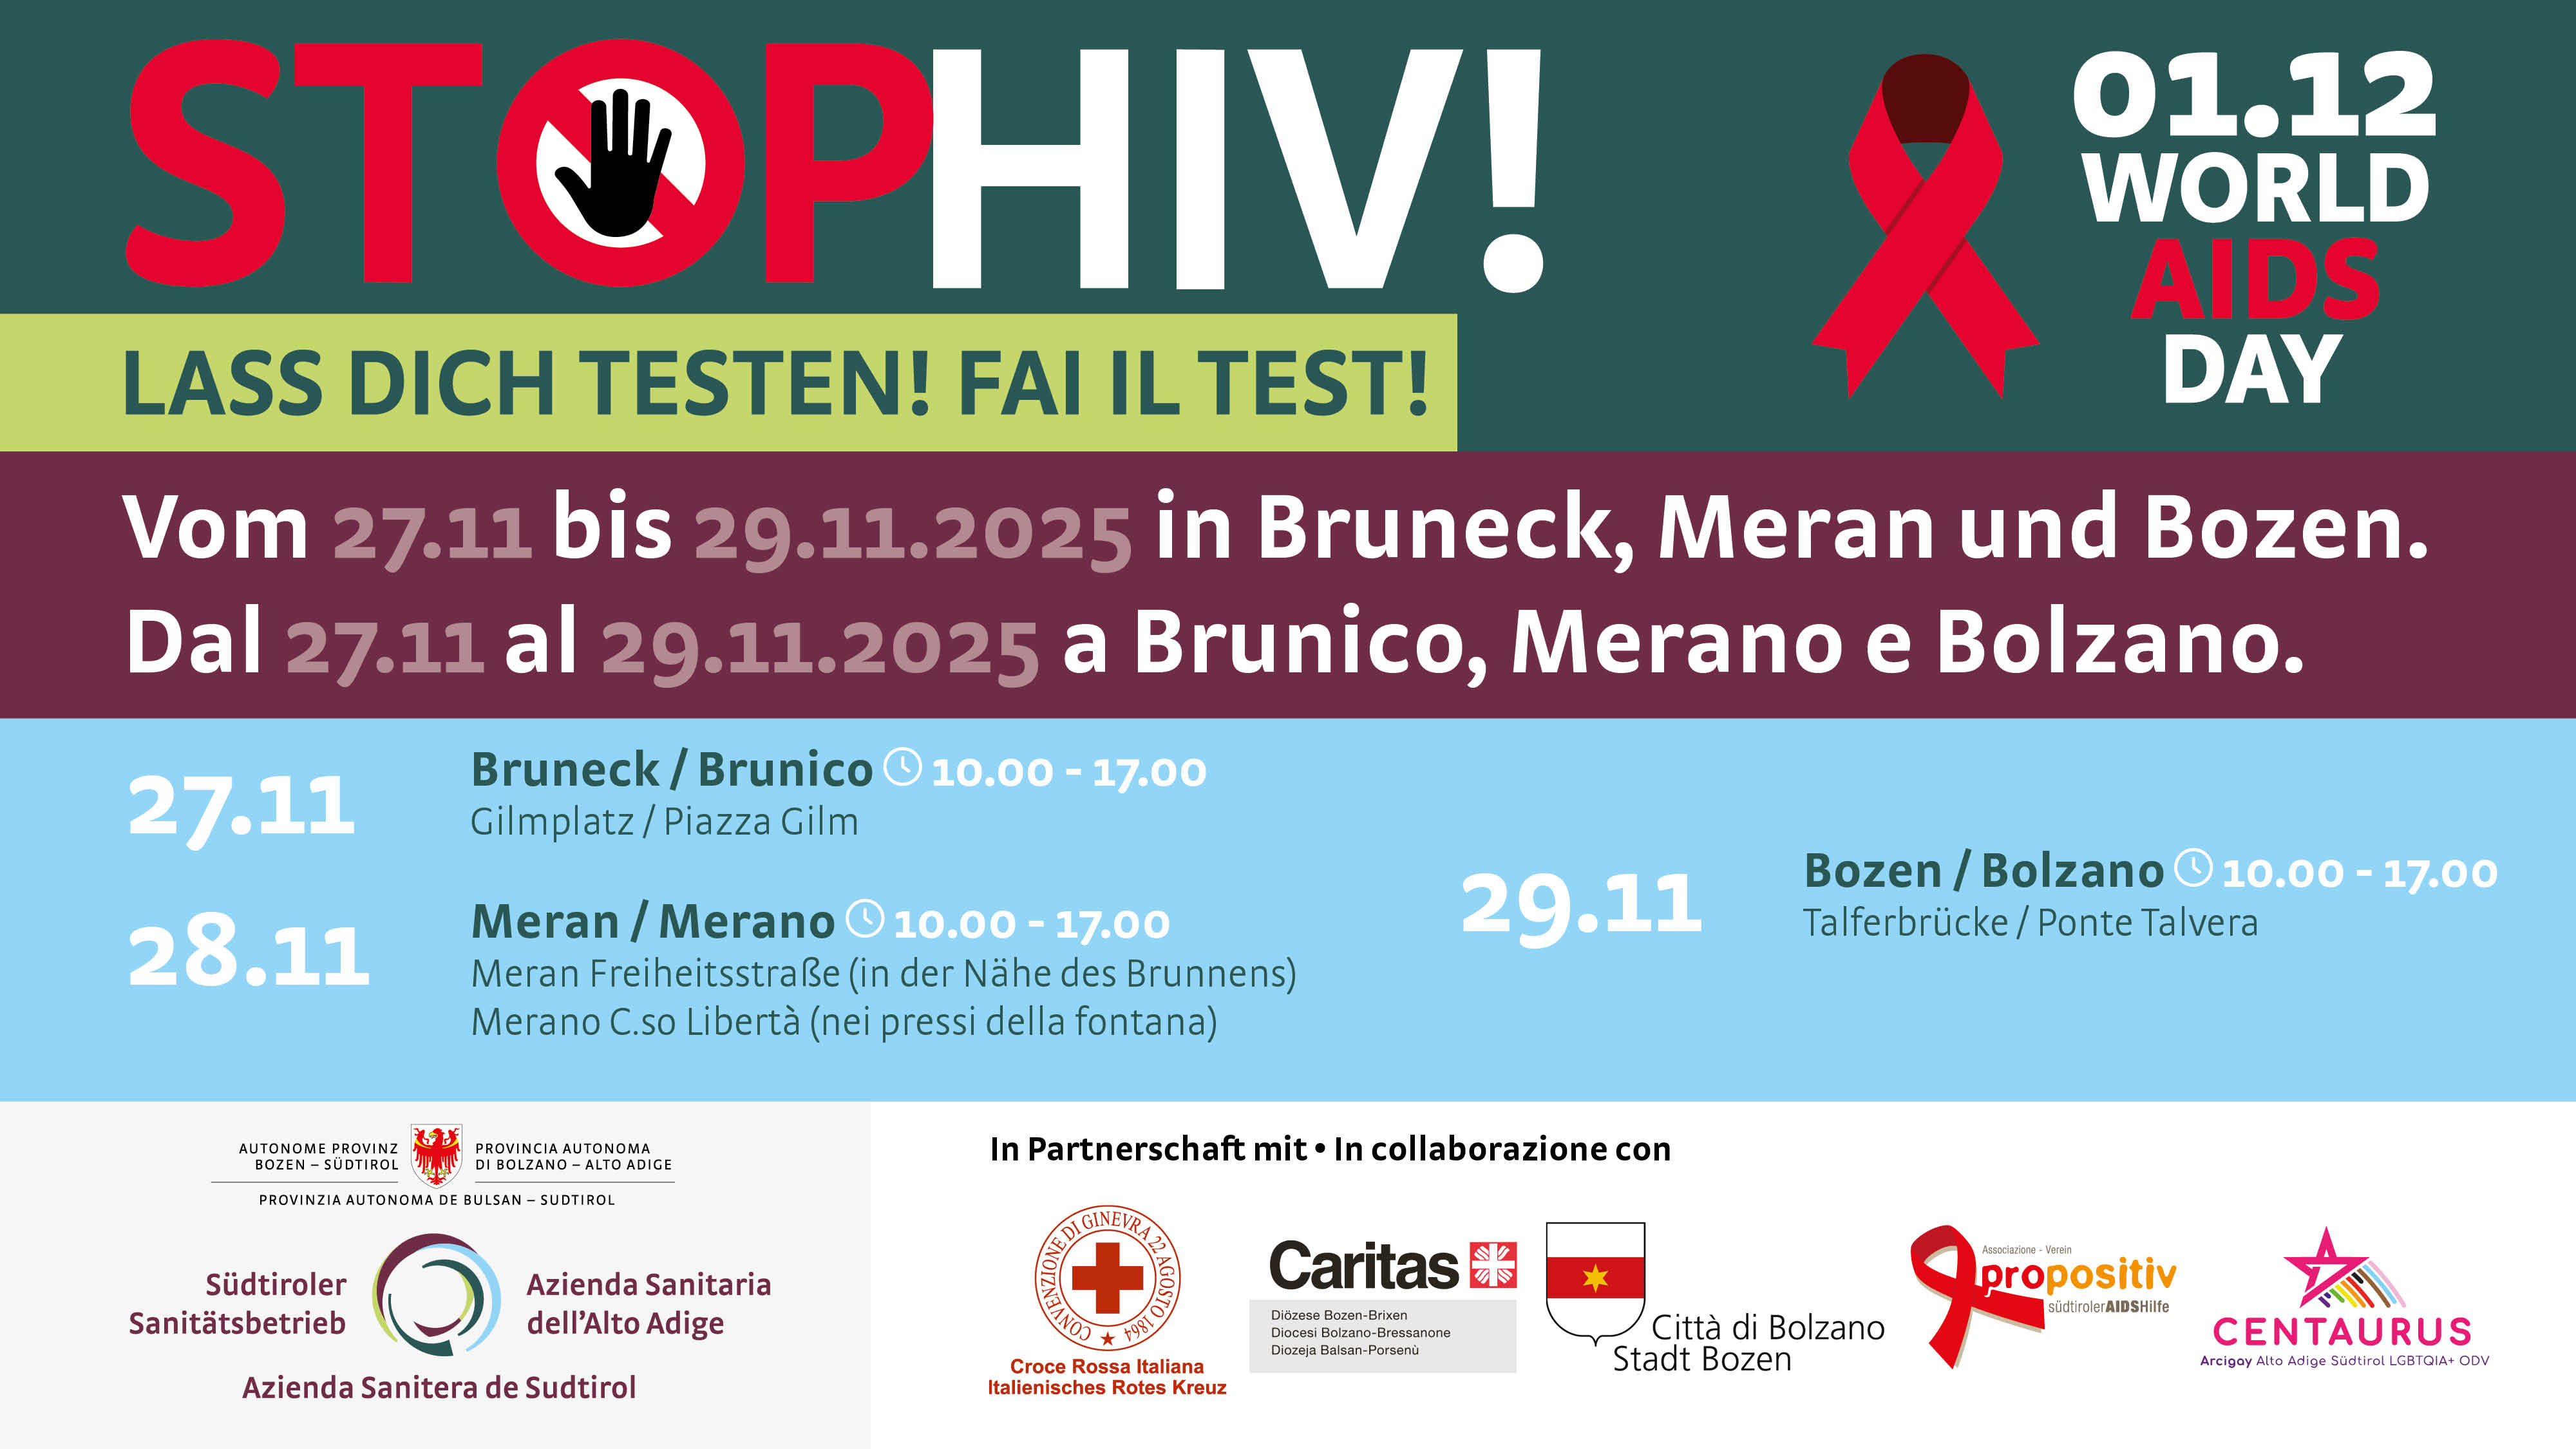 STOPHIV!
01.12
WORLD
AIDS
DAY
LASS DICH TESTEN! FAI IL TEST!
Vom 27.11 bis 29.11.2025 in Bruneck, Meran und Bozen.
Dal 27.11 al 29.11.2025 a Brunico, Merano e Bolzano.
27.11
Bruneck / Brunico 10.00 - 17.00
Gilmplatz / Piazza Gilm
28.11
Meran / Merano 10.00 - 17.00
Meran Freiheitsstraße (in der Nähe des Brunnens)
Merano C.so Libertà (nei pressi della fontana)
29.11
Bozen / Bolzano 10.00 - 17.00
Talferbrücke / Ponte Talvera
AUTONOME PROVINZ
BOZEN – SÜDTIROL
PROVINCIA AUTONOMA
DI BOLZANO – ALTO ADIGE
PROVINZIA AUTONOMA DE BULSAN – SUDTIROL
Südtiroler
Sanitätsbetrieb
Azienda Sanitaria
dell'Alto Adige
Azienda Sanitera de Sudtirol
In Partnerschaft mit • In collaborazione con
CONVENZIONE DI GINEVRA 22 AGOSTO 1864
Croce Rossa Italiana
Italienisches Rotes Kreuz
Caritas
Diözese Bozen-Brixen
Diocesi Bolzano-Bressanone
Diozeja Balsan-Porsenù
Città di Bolzano
Stadt Bozen
Associazione - Verein
propositiv
südtirolerAIDSHilfe
CENTAURUS
Arcigay Alto Adige Südtirol LGBTQIA+ ODV